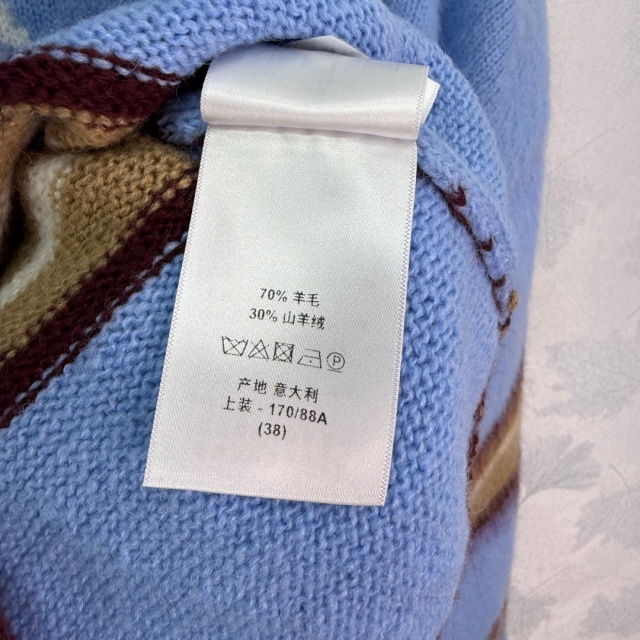 70% 羊毛
30% 山羊绒
P
产地 意大利
上装 - 170/88A
(38)